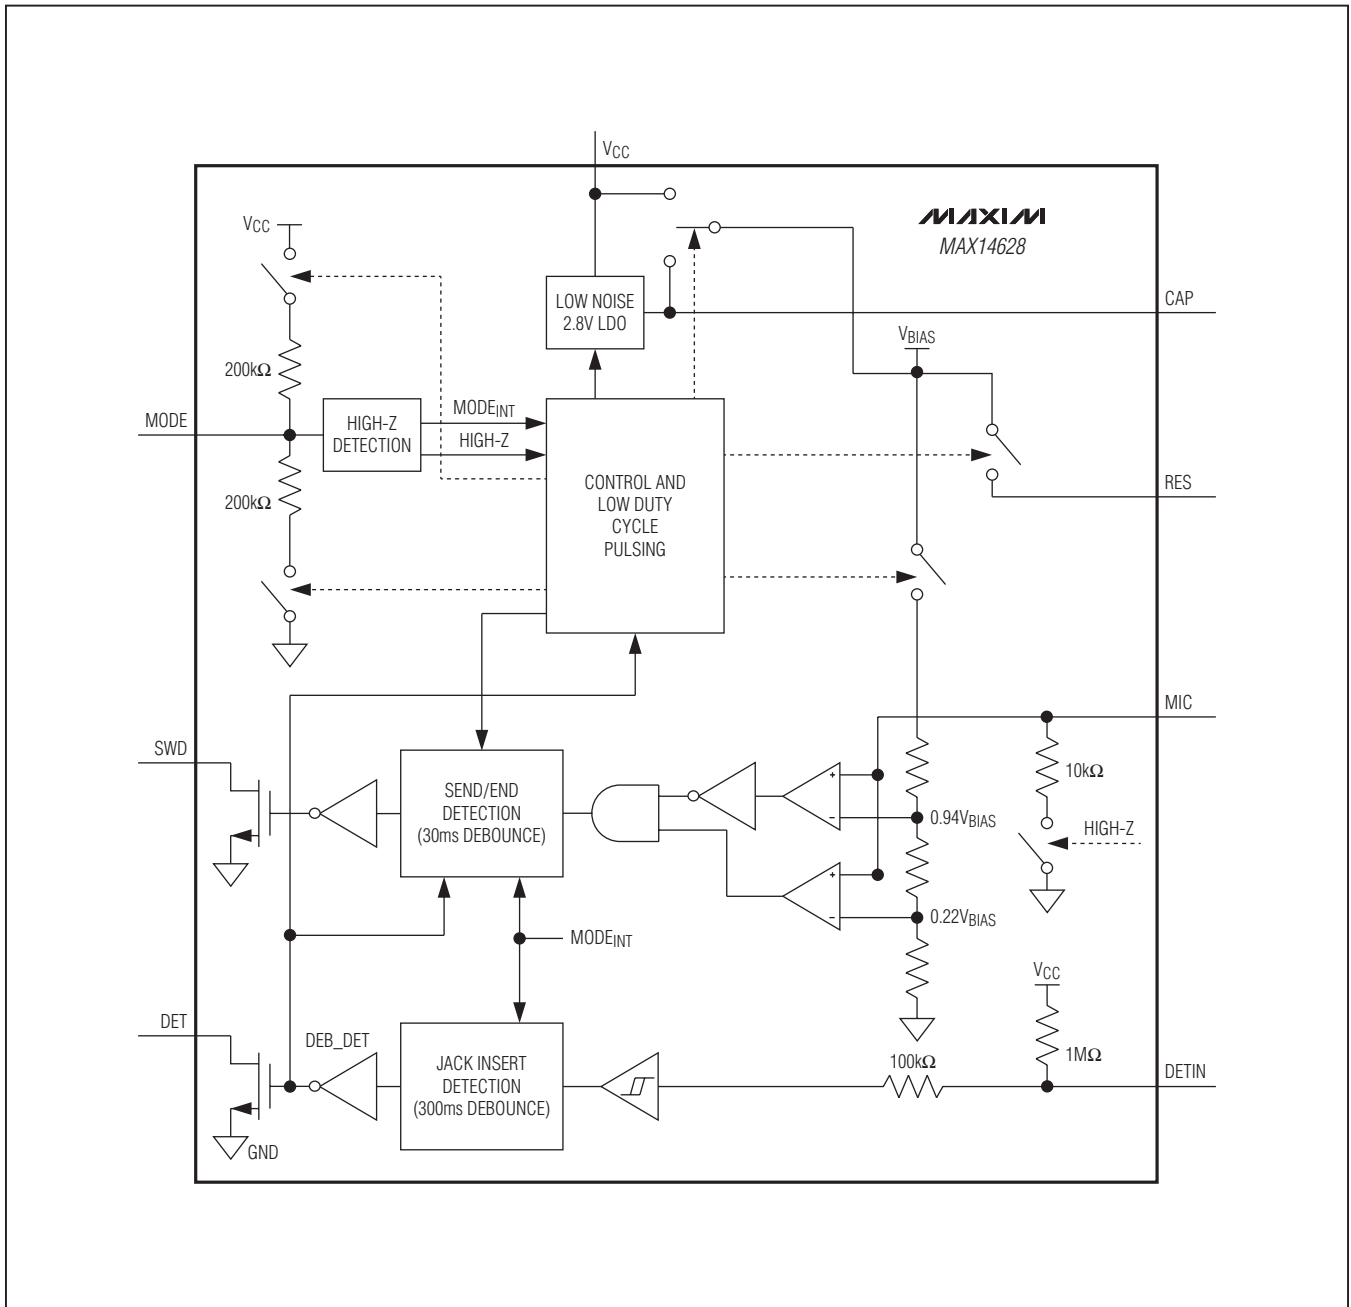 VCC
VCC
MAXIM
MAX14628
LOW NOISE
2.8V LDO
CAP
VBIAS
200kΩ
MODE
HIGH-Z
DETECTION
MODEINT
HIGH-Z
200kΩ
CONTROL AND
LOW DUTY
CYCLE
PULSING
RES
MIC
SWD
SEND/END
DETECTION
(30ms DEBOUNCE)
+
−
0.94VBIAS
10kΩ
HIGH-Z
+
−
0.22VBIAS
MODEINT
VCC
1MΩ
DET
DEB_DET
JACK INSERT
DETECTION
(300ms DEBOUNCE)
100kΩ
DETIN
GND